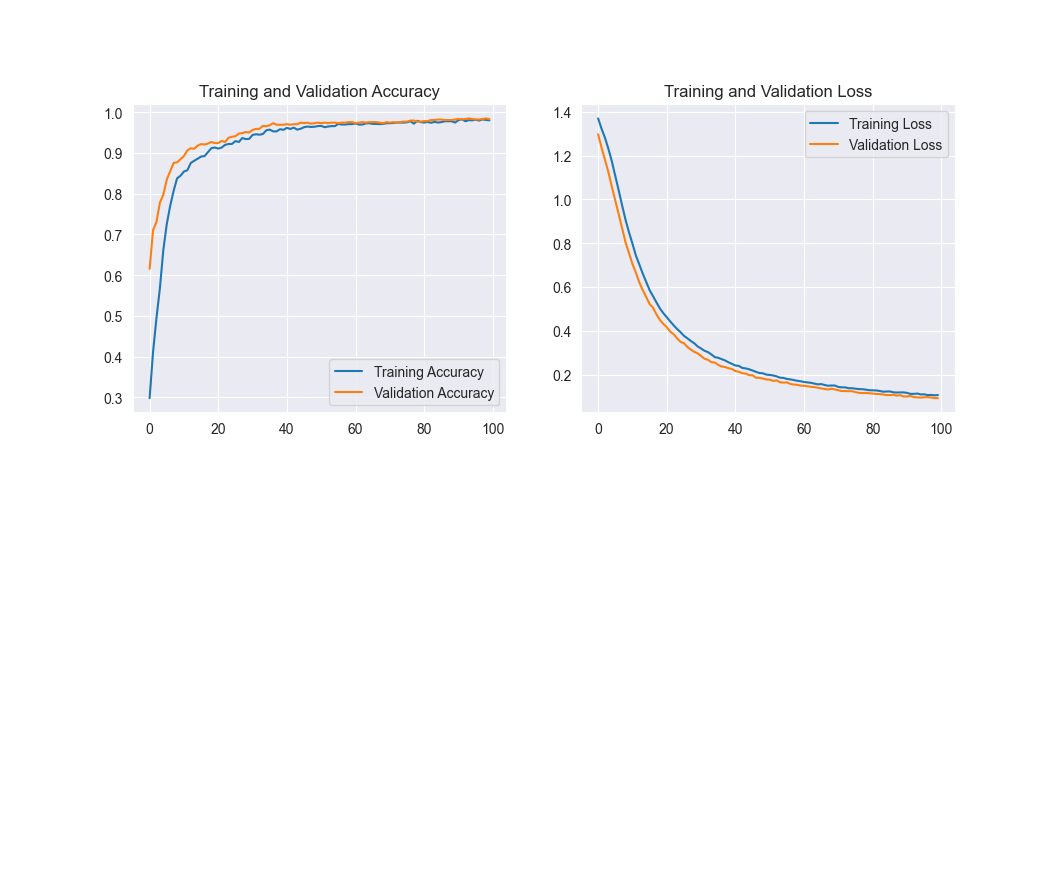 Training and Validation Accuracy
1.0
0.9
0.8
0.7
0.6
0.5
0.4
0.3
0 20 40 60 80 100
Training Accuracy
Validation Accuracy
Training and Validation Loss
1.4
1.2
1.0
0.8
0.6
0.4
0.2
0 20 40 60 80 100
Training Loss
Validation Loss